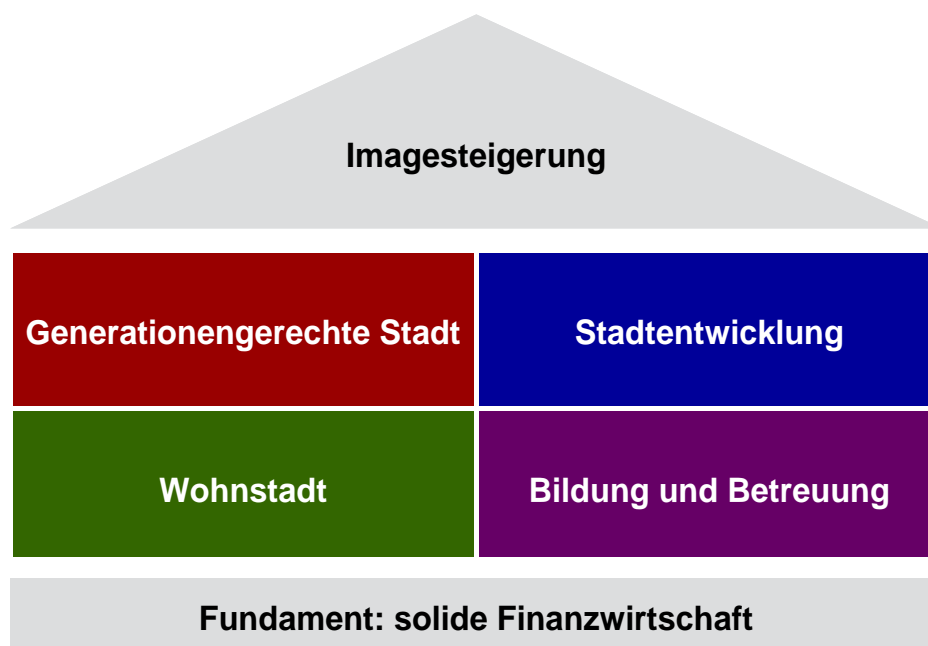 Imagesteigerung
Generationengerechte Stadt
Stadtentwicklung
Wohnstadt
Bildung und Betreuung
Fundament: solide Finanzwirtschaft